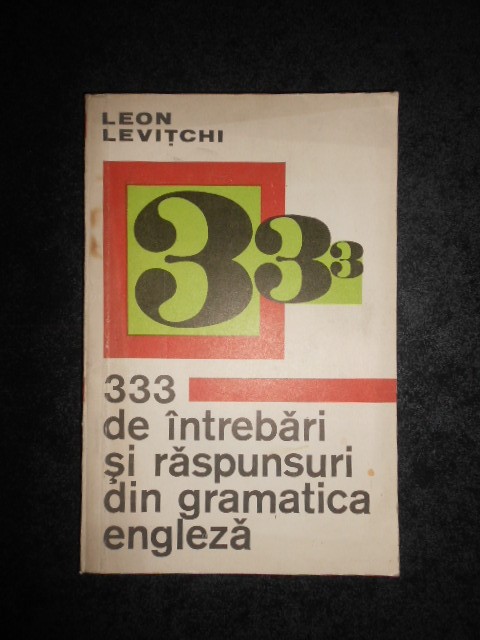 LEON
LEVIȚCHI
333
333
de întrebări
și răspunsuri
din gramatica
engleză